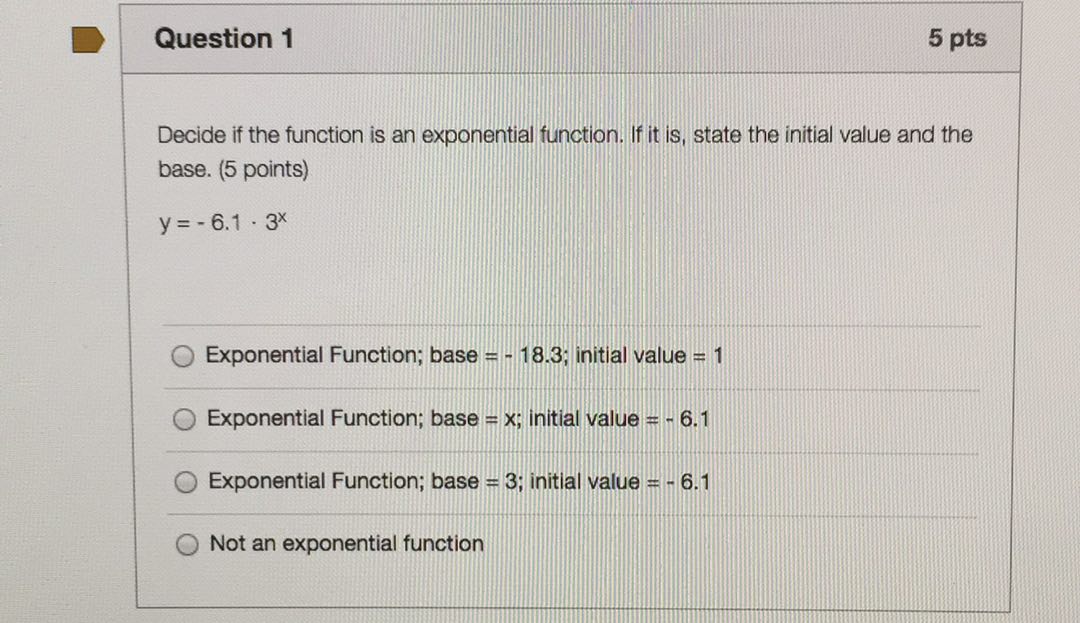 Question 1
5 pts
Decide if the function is an exponential function. If it is, state the initial value and the
base. (5 points)
y = - 6.1 · 3ˣ
Exponential Function; base = - 18.3; initial value = 1
Exponential Function; base = x; initial value = - 6.1
Exponential Function; base = 3; initial value = - 6.1
Not an exponential function